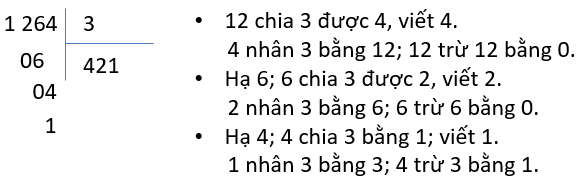 1 264 3
06 421
04
1
• 12 chia 3 được 4, viết 4.
4 nhân 3 bằng 12; 12 trừ 12 bằng 0.
• Hạ 6; 6 chia 3 được 2, viết 2.
2 nhân 3 bằng 6; 6 trừ 6 bằng 0.
• Hạ 4; 4 chia 3 bằng 1; viết 1.
1 nhân 3 bằng 3; 4 trừ 3 bằng 1.